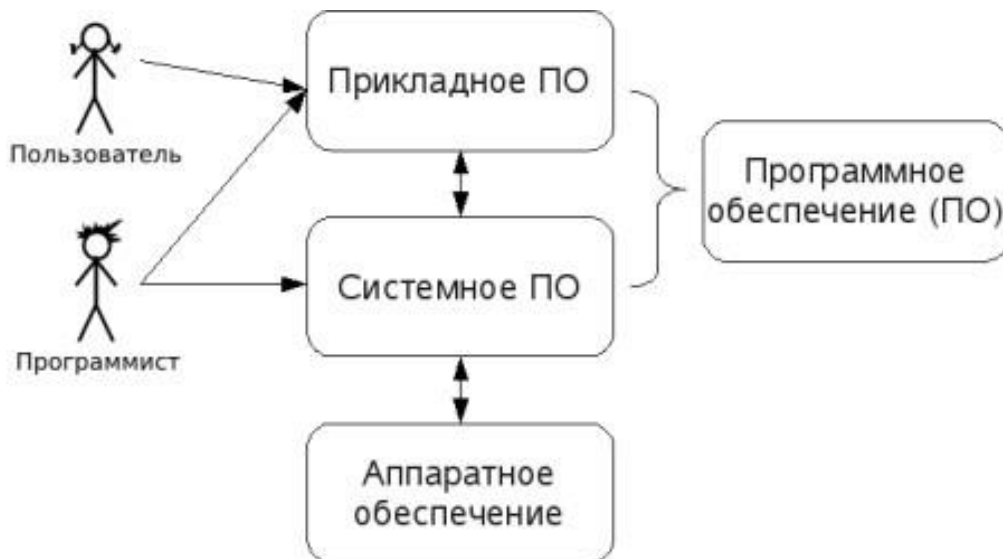 Пользователь
Программист
Прикладное ПО
Системное ПО
Аппаратное
обеспечение
Программное
обеспечение (ПО)